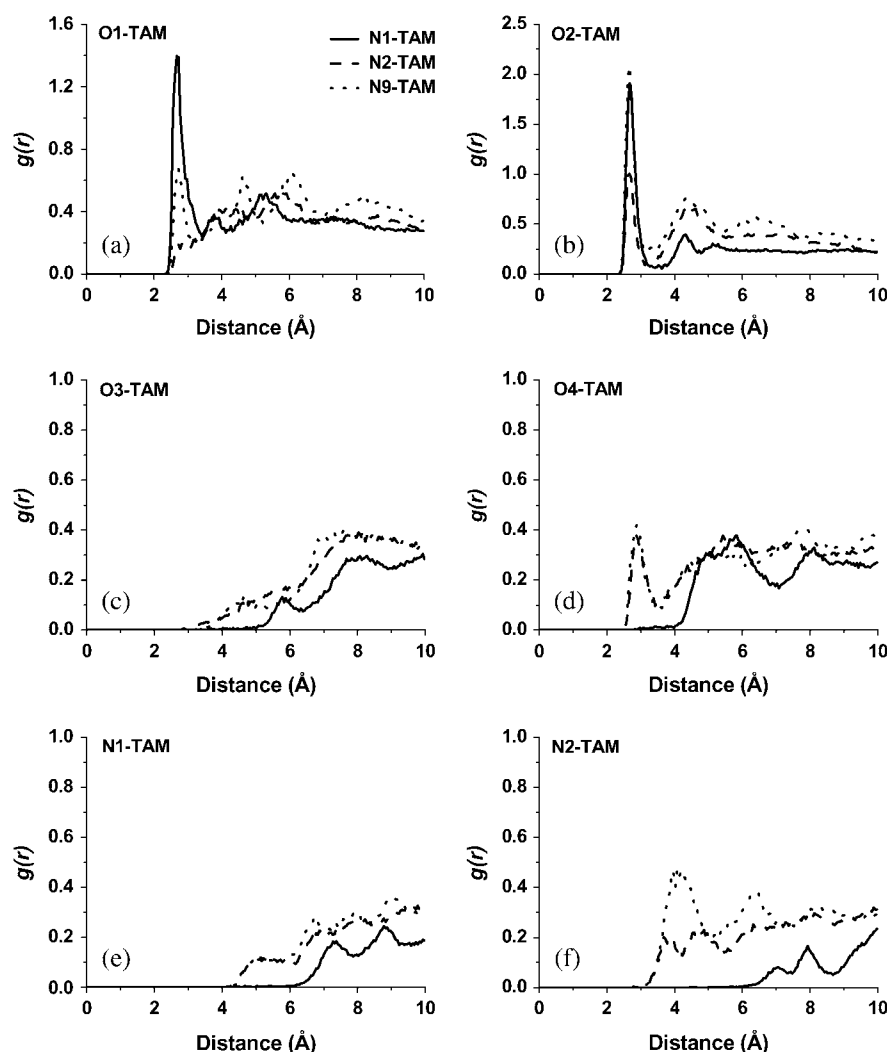 O1-TAM
N1-TAM
N2-TAM
N9-TAM
g(r)
1.6
1.2
0.8
0.4
0.0
(a)
0 2 4 6 8 10
Distance (Å)
O2-TAM
g(r)
2.5
2.0
1.5
1.0
0.5
0.0
(b)
0 2 4 6 8 10
Distance (Å)
O3-TAM
g(r)
1.0
0.8
0.6
0.4
0.2
0.0
(c)
0 2 4 6 8 10
Distance (Å)
O4-TAM
g(r)
1.0
0.8
0.6
0.4
0.2
0.0
(d)
0 2 4 6 8 10
Distance (Å)
N1-TAM
g(r)
1.0
0.8
0.6
0.4
0.2
0.0
(e)
0 2 4 6 8 10
Distance (Å)
N2-TAM
g(r)
1.0
0.8
0.6
0.4
0.2
0.0
(f)
0 2 4 6 8 10
Distance (Å)